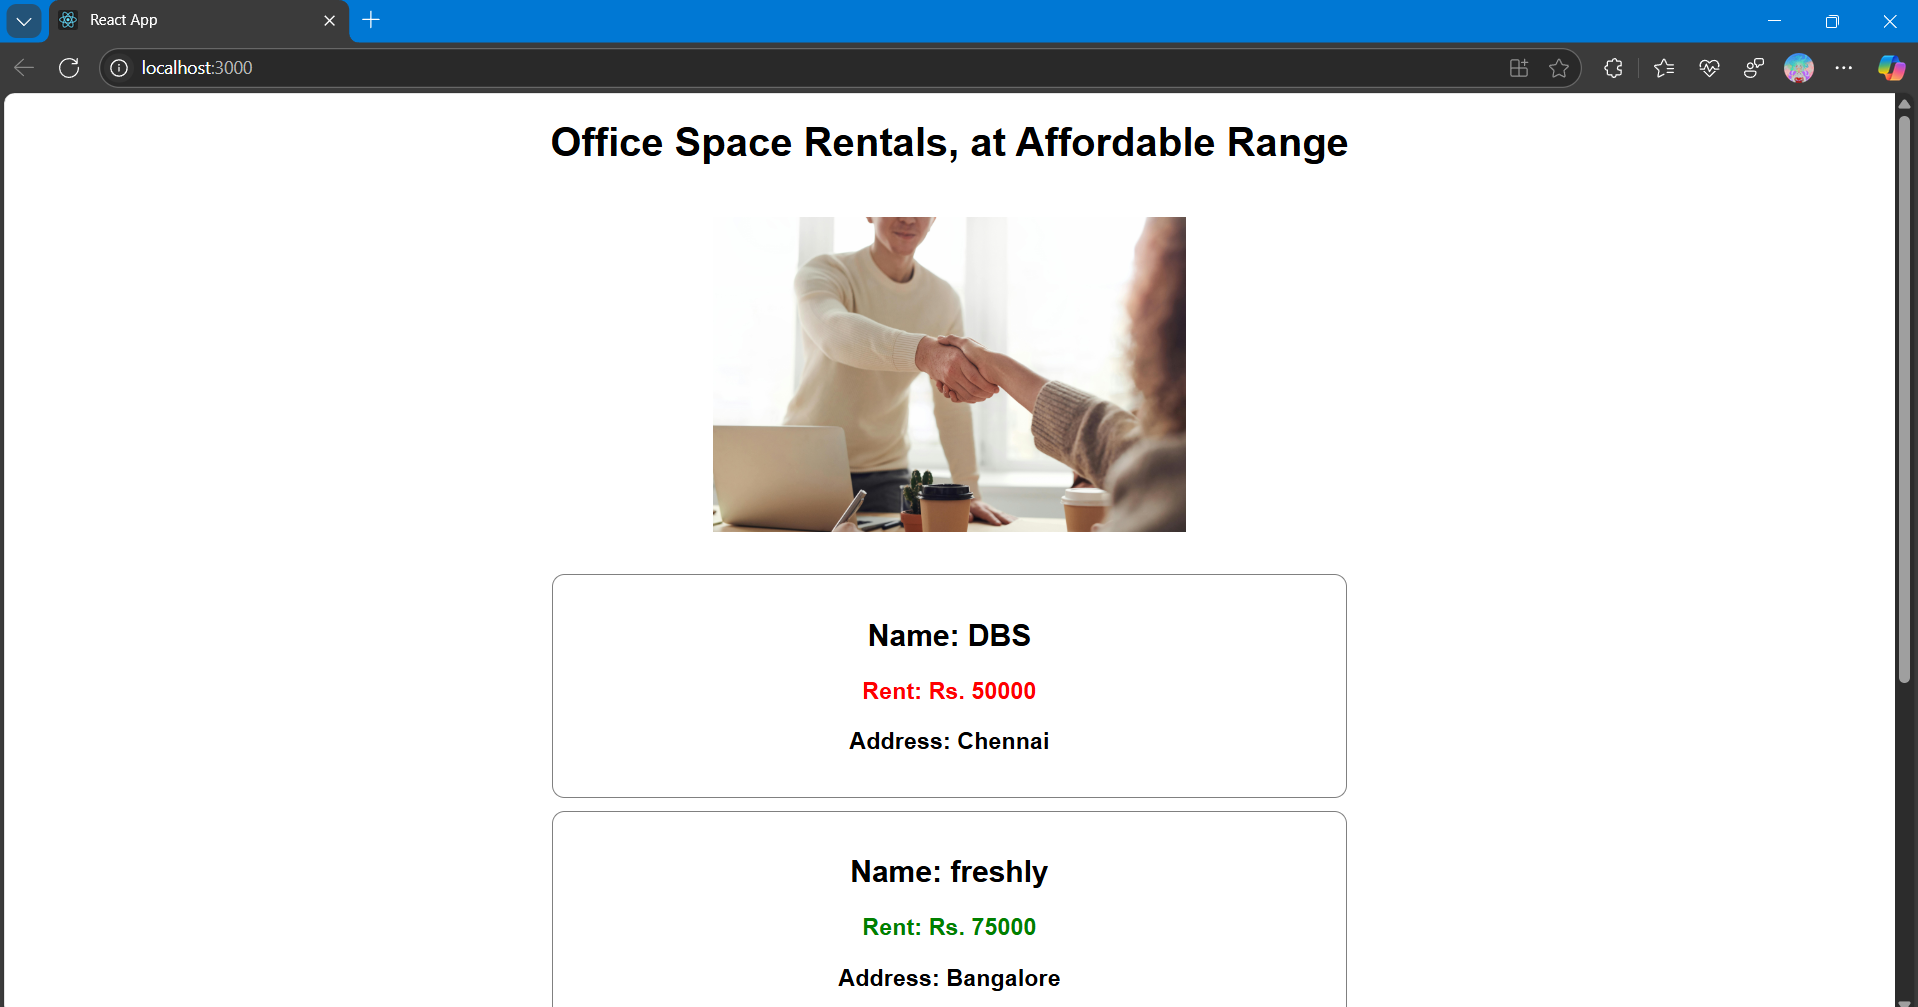 React App
localhost:3000
Office Space Rentals, at Affordable Range
Name: DBS
Rent: Rs. 50000
Address: Chennai
Name: freshly
Rent: Rs. 75000
Address: Bangalore